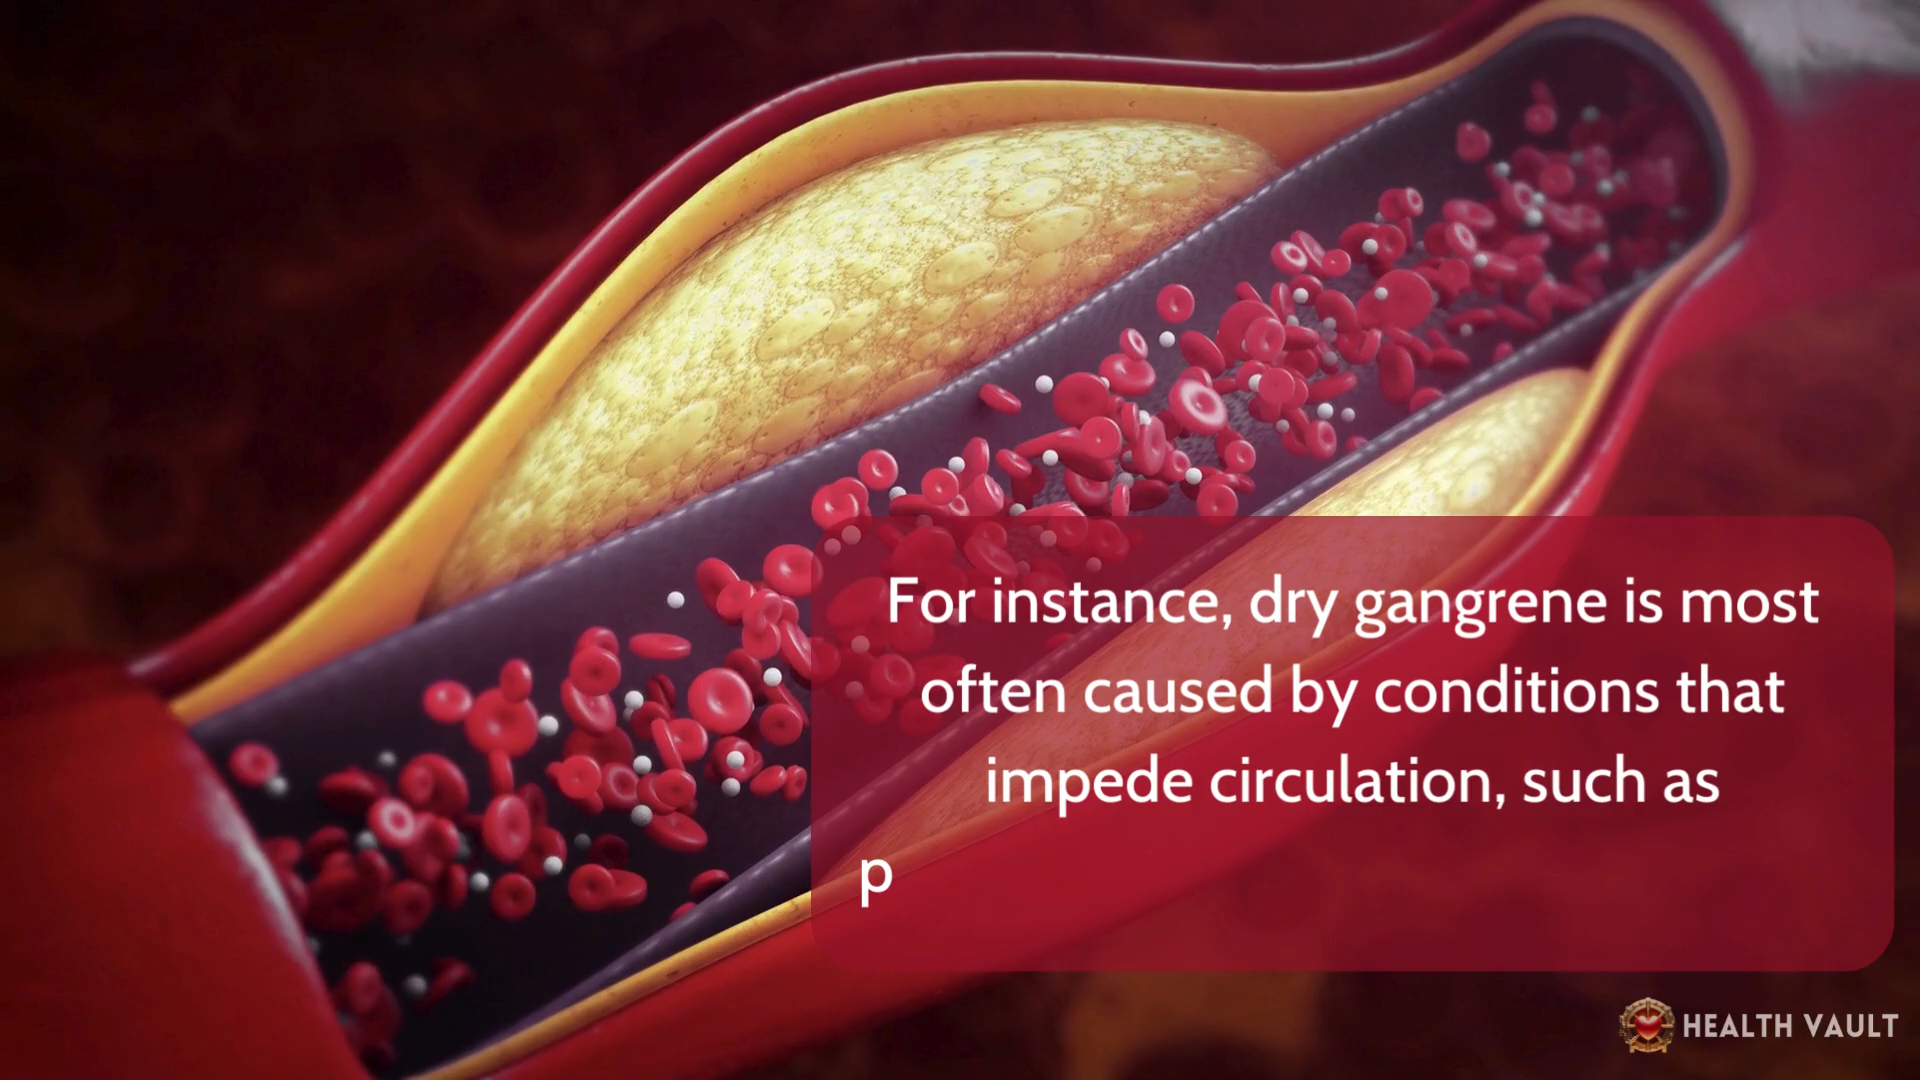 For instance, dry gangrene is most
often caused by conditions that
impede circulation, such as
p
HEALTH VAULT